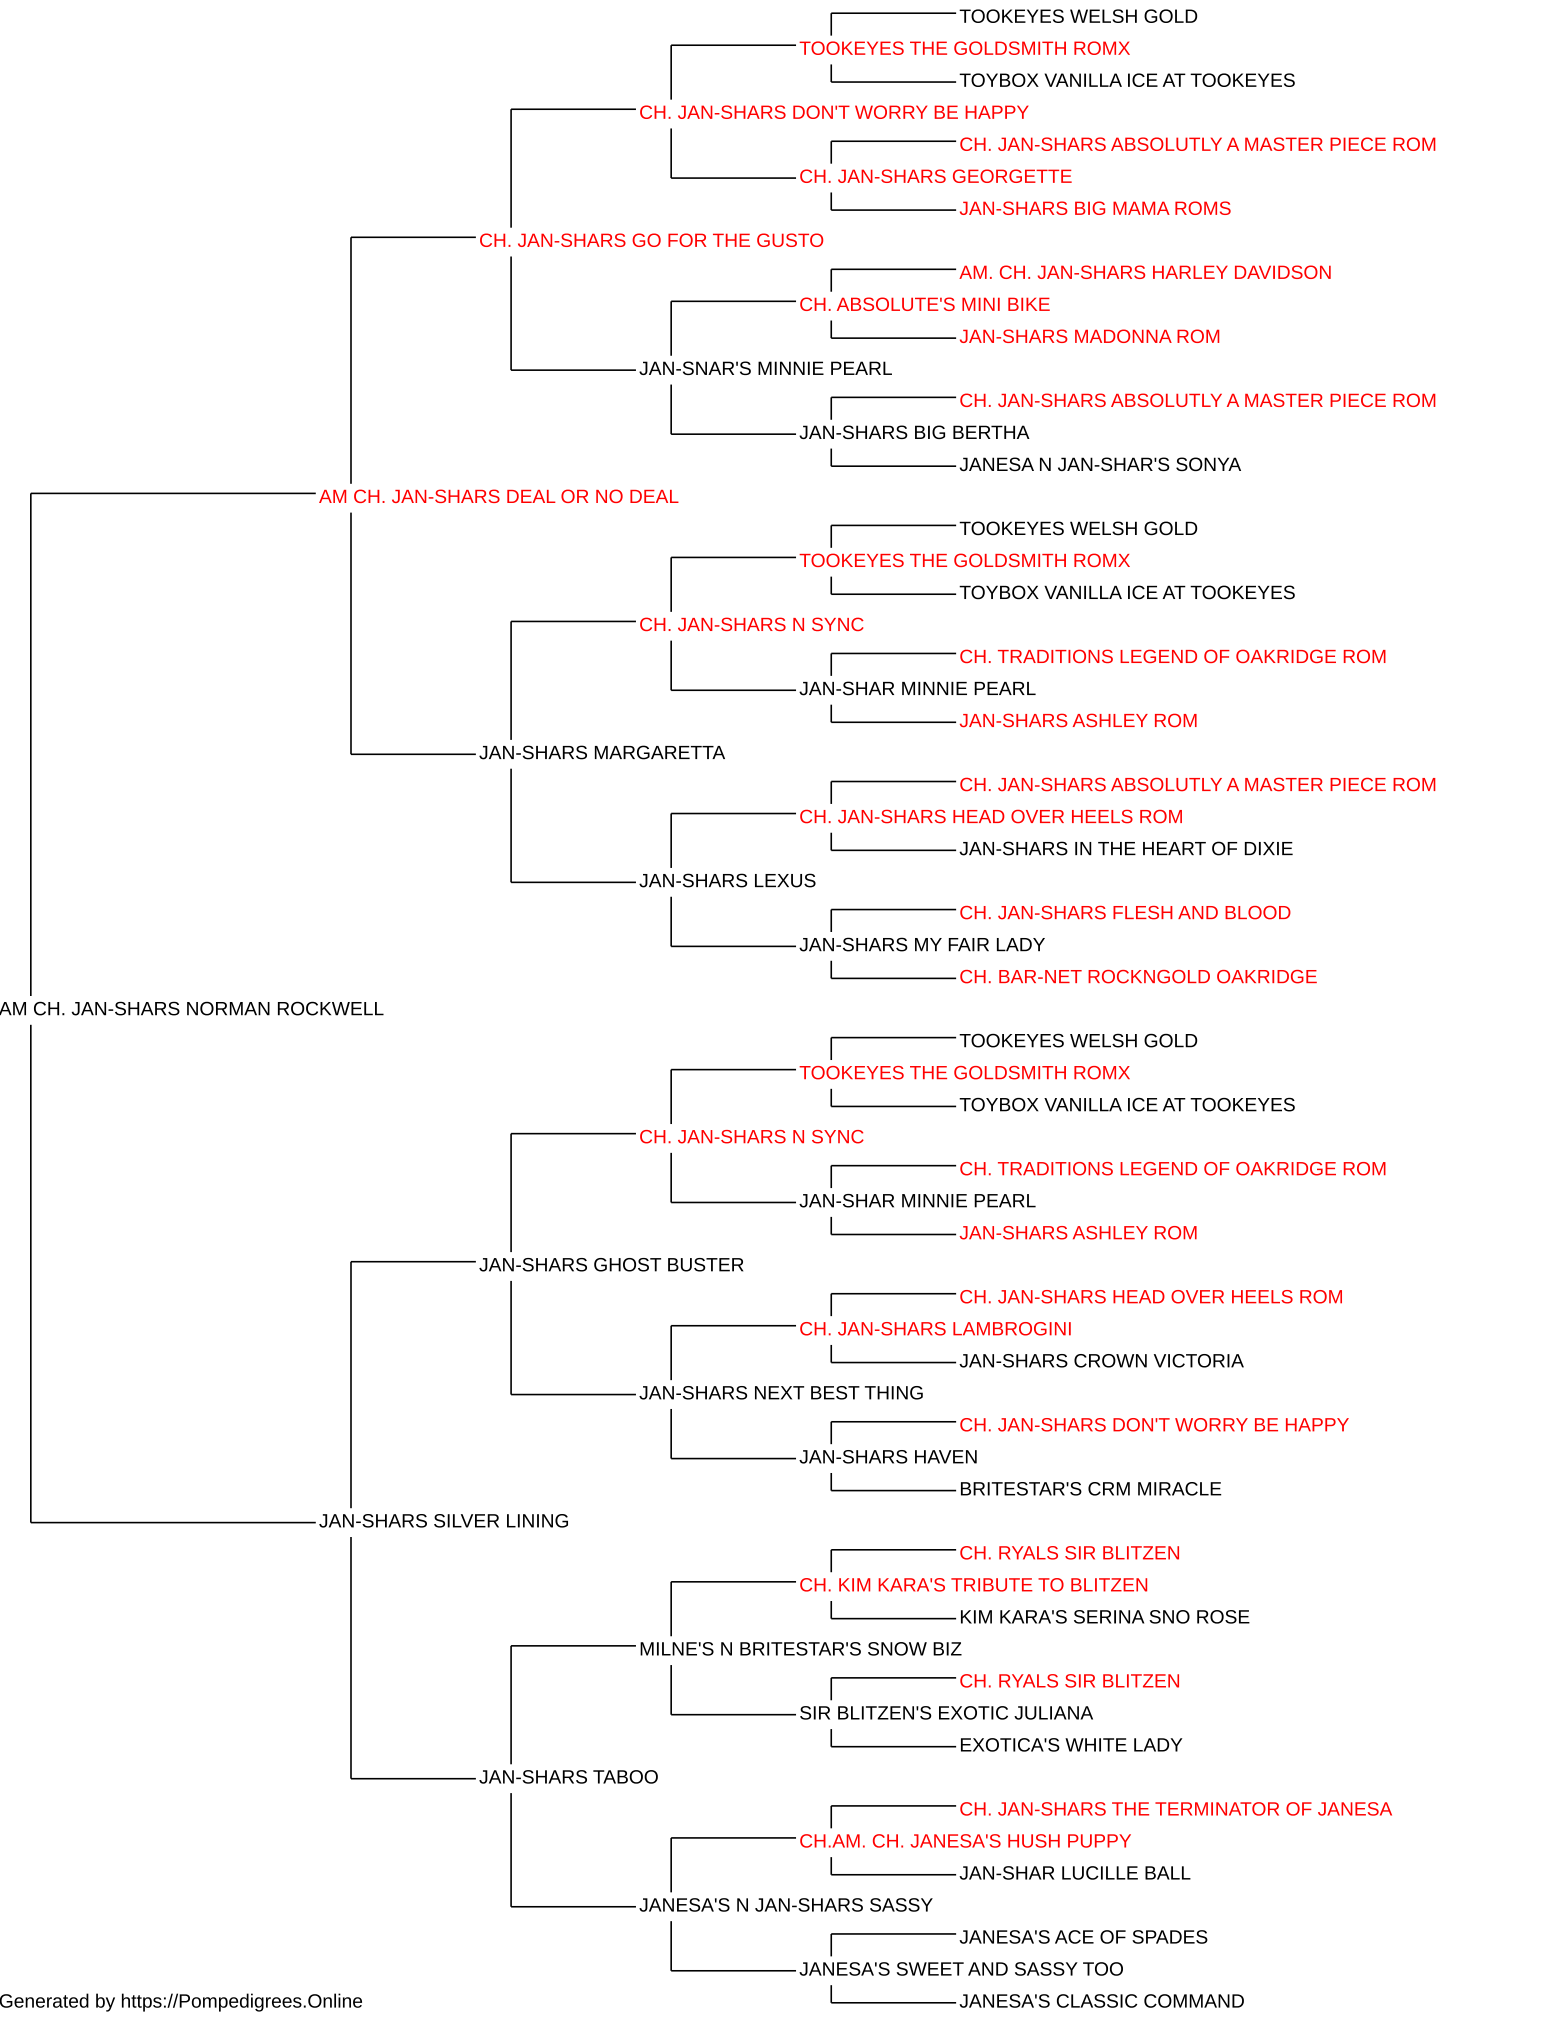 TOOKEYES WELSH GOLD
TOOKEYES THE GOLDSMITH ROMX
TOYBOX VANILLA ICE AT TOOKEYES
CH. JAN-SHARS DON'T WORRY BE HAPPY
CH. JAN-SHARS ABSOLUTLY A MASTER PIECE ROM
CH. JAN-SHARS GEORGETTE
JAN-SHARS BIG MAMA ROMS
CH. JAN-SHARS GO FOR THE GUSTO
AM. CH. JAN-SHARS HARLEY DAVIDSON
CH. ABSOLUTE'S MINI BIKE
JAN-SHARS MADONNA ROM
JAN-SNAR'S MINNIE PEARL
CH. JAN-SHARS ABSOLUTLY A MASTER PIECE ROM
JAN-SHARS BIG BERTHA
JANESA N JAN-SHAR'S SONYA
AM CH. JAN-SHARS DEAL OR NO DEAL
TOOKEYES WELSH GOLD
TOOKEYES THE GOLDSMITH ROMX
TOYBOX VANILLA ICE AT TOOKEYES
CH. JAN-SHARS N SYNC
CH. TRADITIONS LEGEND OF OAKRIDGE ROM
JAN-SHAR MINNIE PEARL
JAN-SHARS ASHLEY ROM
JAN-SHARS MARGARETTA
CH. JAN-SHARS ABSOLUTLY A MASTER PIECE ROM
CH. JAN-SHARS HEAD OVER HEELS ROM
JAN-SHARS IN THE HEART OF DIXIE
JAN-SHARS LEXUS
CH. JAN-SHARS FLESH AND BLOOD
JAN-SHARS MY FAIR LADY
CH. BAR-NET ROCKNGOLD OAKRIDGE
AM CH. JAN-SHARS NORMAN ROCKWELL
TOOKEYES WELSH GOLD
TOOKEYES THE GOLDSMITH ROMX
TOYBOX VANILLA ICE AT TOOKEYES
CH. JAN-SHARS N SYNC
CH. TRADITIONS LEGEND OF OAKRIDGE ROM
JAN-SHAR MINNIE PEARL
JAN-SHARS ASHLEY ROM
JAN-SHARS GHOST BUSTER
CH. JAN-SHARS HEAD OVER HEELS ROM
CH. JAN-SHARS LAMBROGINI
JAN-SHARS CROWN VICTORIA
JAN-SHARS NEXT BEST THING
CH. JAN-SHARS DON'T WORRY BE HAPPY
JAN-SHARS HAVEN
BRITESTAR'S CRM MIRACLE
JAN-SHARS SILVER LINING
CH. RYALS SIR BLITZEN
CH. KIM KARA'S TRIBUTE TO BLITZEN
KIM KARA'S SERINA SNO ROSE
MILNE'S N BRITESTAR'S SNOW BIZ
CH. RYALS SIR BLITZEN
SIR BLITZEN'S EXOTIC JULIANA
EXOTICA'S WHITE LADY
JAN-SHARS TABOO
CH. JAN-SHARS THE TERMINATOR OF JANESA
CH.AM. CH. JANESA'S HUSH PUPPY
JAN-SHAR LUCILLE BALL
JANESA'S N JAN-SHARS SASSY
JANESA'S ACE OF SPADES
JANESA'S SWEET AND SASSY TOO
JANESA'S CLASSIC COMMAND
Generated by https://Pompedigrees.Online